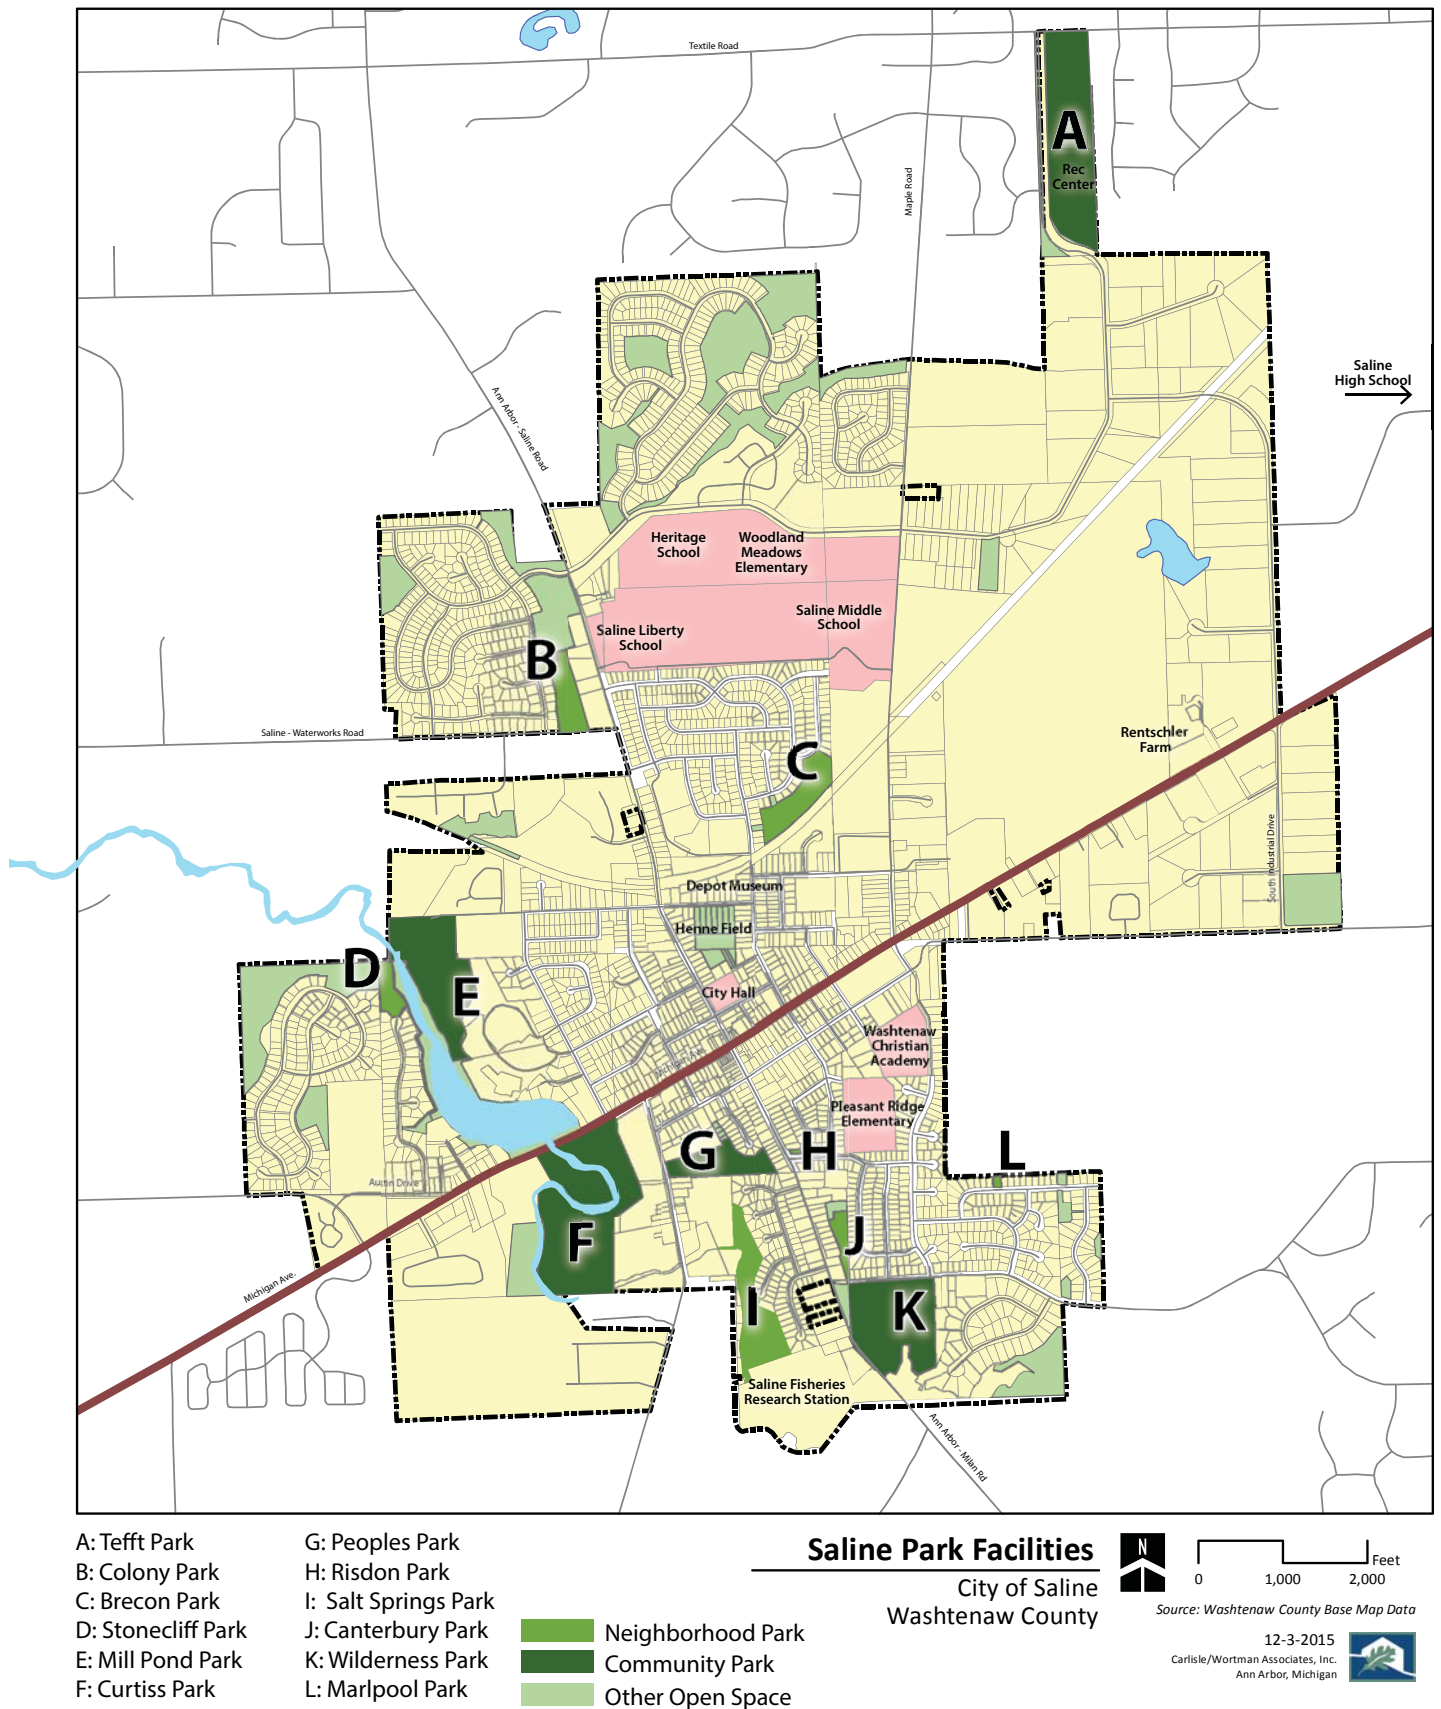 Textile Road
A
Rec
Center
Maple Road
Saline
High School
Ann Arbor - Saline Road
Heritage
School
Woodland
Meadows
Elementary
Saline Middle
School
Saline Liberty
School
B
Saline - Waterworks Road
C
Rentschler
Farm
South Industrial Drive
Depot Museum
Henne Field
D
E
City Hall
Washtenaw
Christian
Academy
Michigan Ave.
Pleasant Ridge
Elementary
G
H
L
Austin Drive
F
J
Michigan Ave.
I
K
Saline Fisheries
Research Station
Ann Arbor - Milan Rd
A: Tefft Park
B: Colony Park
C: Brecon Park
D: Stonecliff Park
E: Mill Pond Park
F: Curtiss Park
G: Peoples Park
H: Risdon Park
I: Salt Springs Park
J: Canterbury Park
K: Wilderness Park
L: Marlpool Park
Neighborhood Park
Community Park
Other Open Space
Saline Park Facilities
City of Saline
Washtenaw County
N
Feet
0 1,000 2,000
Source: Washtenaw County Base Map Data
12-3-2015
Carlisle/Wortman Associates, Inc.
Ann Arbor, Michigan